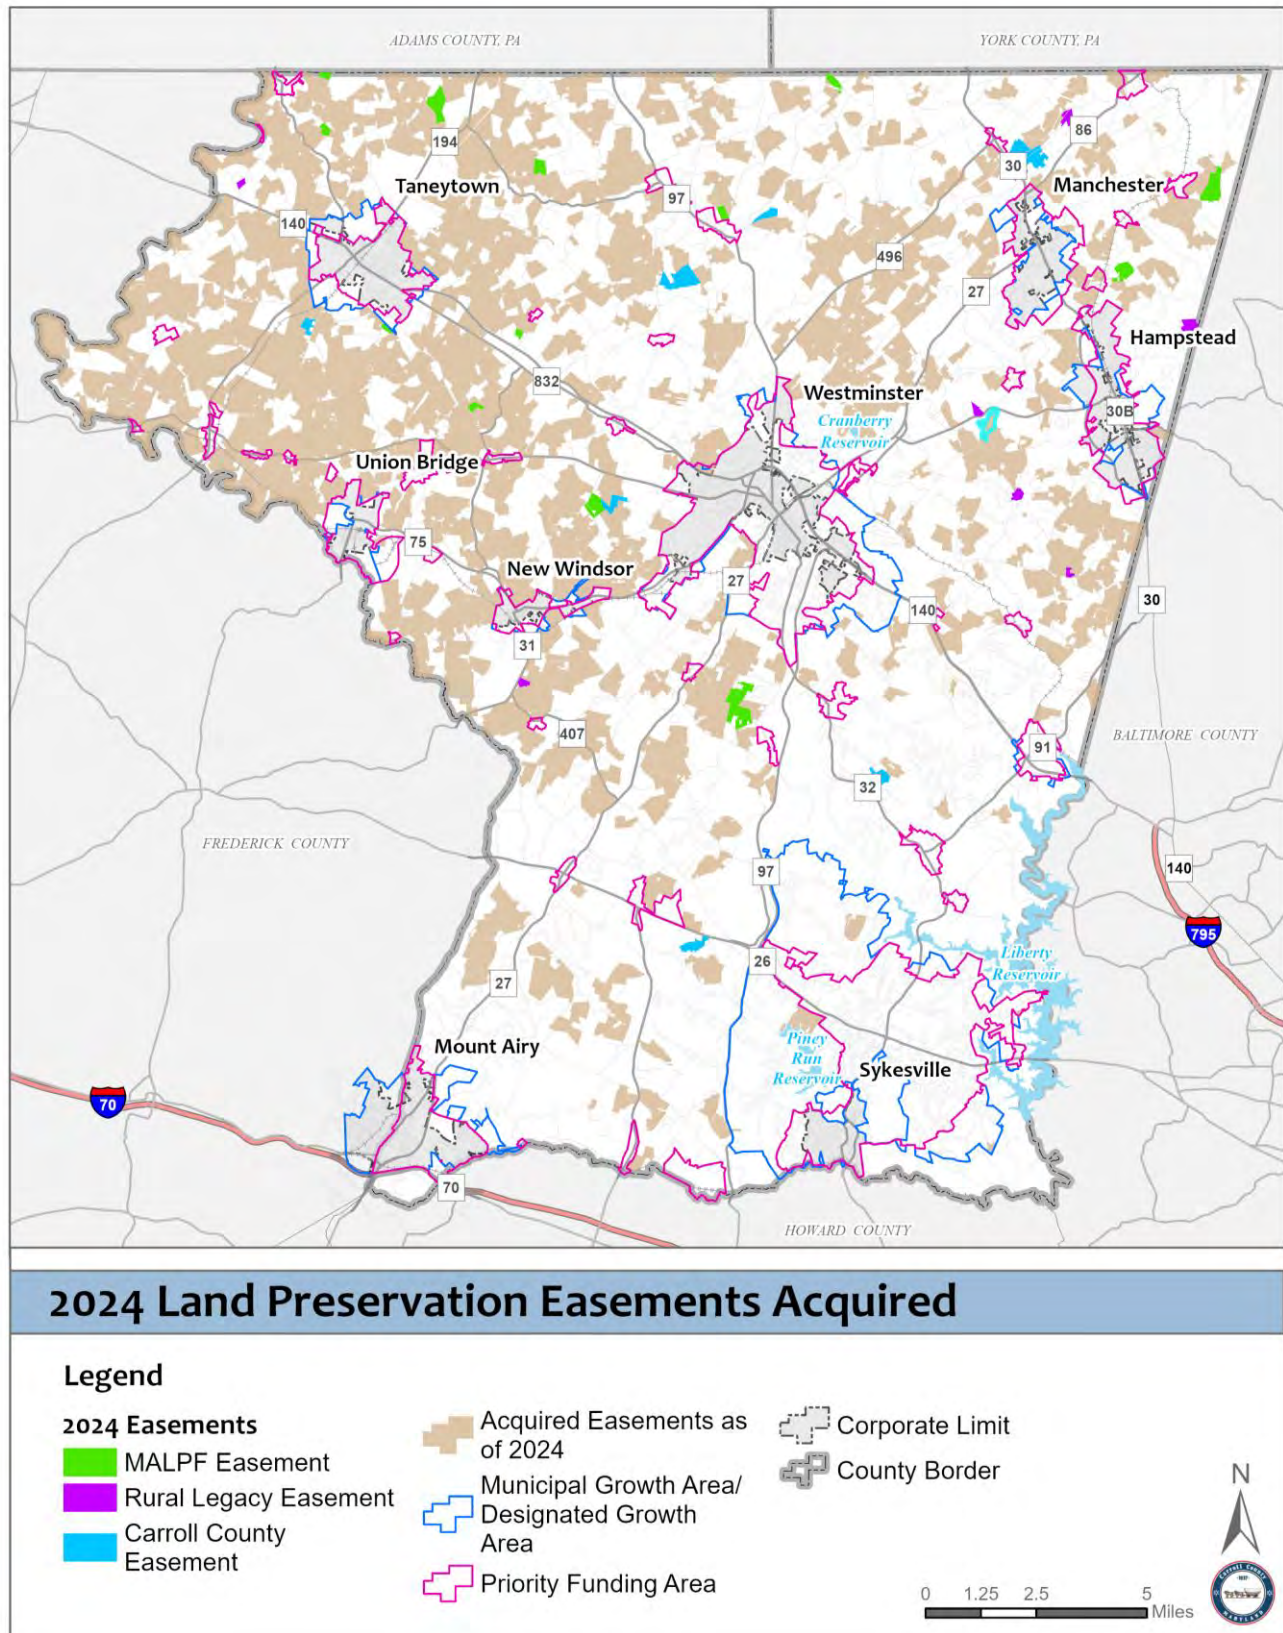 ADAMS COUNTY, PA
YORK COUNTY, PA
194
Taneytown
140
97
30
86
Manchester
496
27
Hampstead
832
Westminster
30B
Cranberry
Reservoir
Union Bridge
75
New Windsor
27
140
30
31
407
91
BALTIMORE COUNTY
32
FREDERICK COUNTY
97
140
795
26
Liberty
Reservoir
27
Piney
Run
Reservoir
Mount Airy
Sykesville
70
70
HOWARD COUNTY
2024 Land Preservation Easements Acquired
Legend
2024 Easements
MALPF Easement
Rural Legacy Easement
Carroll County
Easement
Acquired Easements as
of 2024
Municipal Growth Area/
Designated Growth
Area
Priority Funding Area
Corporate Limit
County Border
N
0 1.25 2.5 5
Miles
Carroll County
MARYLAND